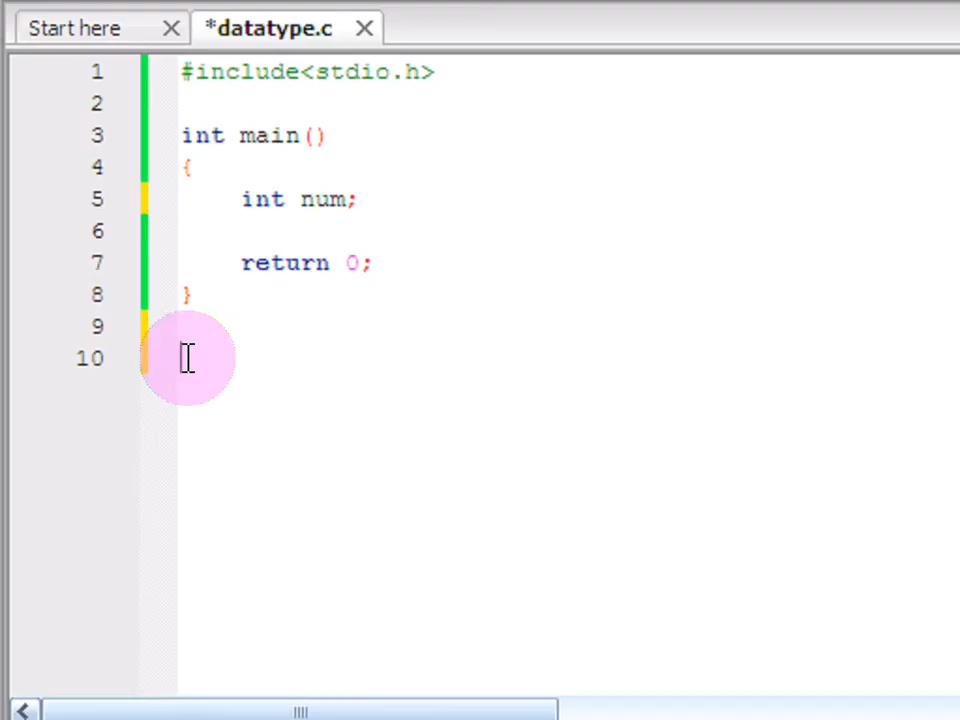 Start here *datatype.c
1 #include<stdio.h>
2
3 int main()
4 {
5 int num;
6
7 return 0;
8 }
9
10